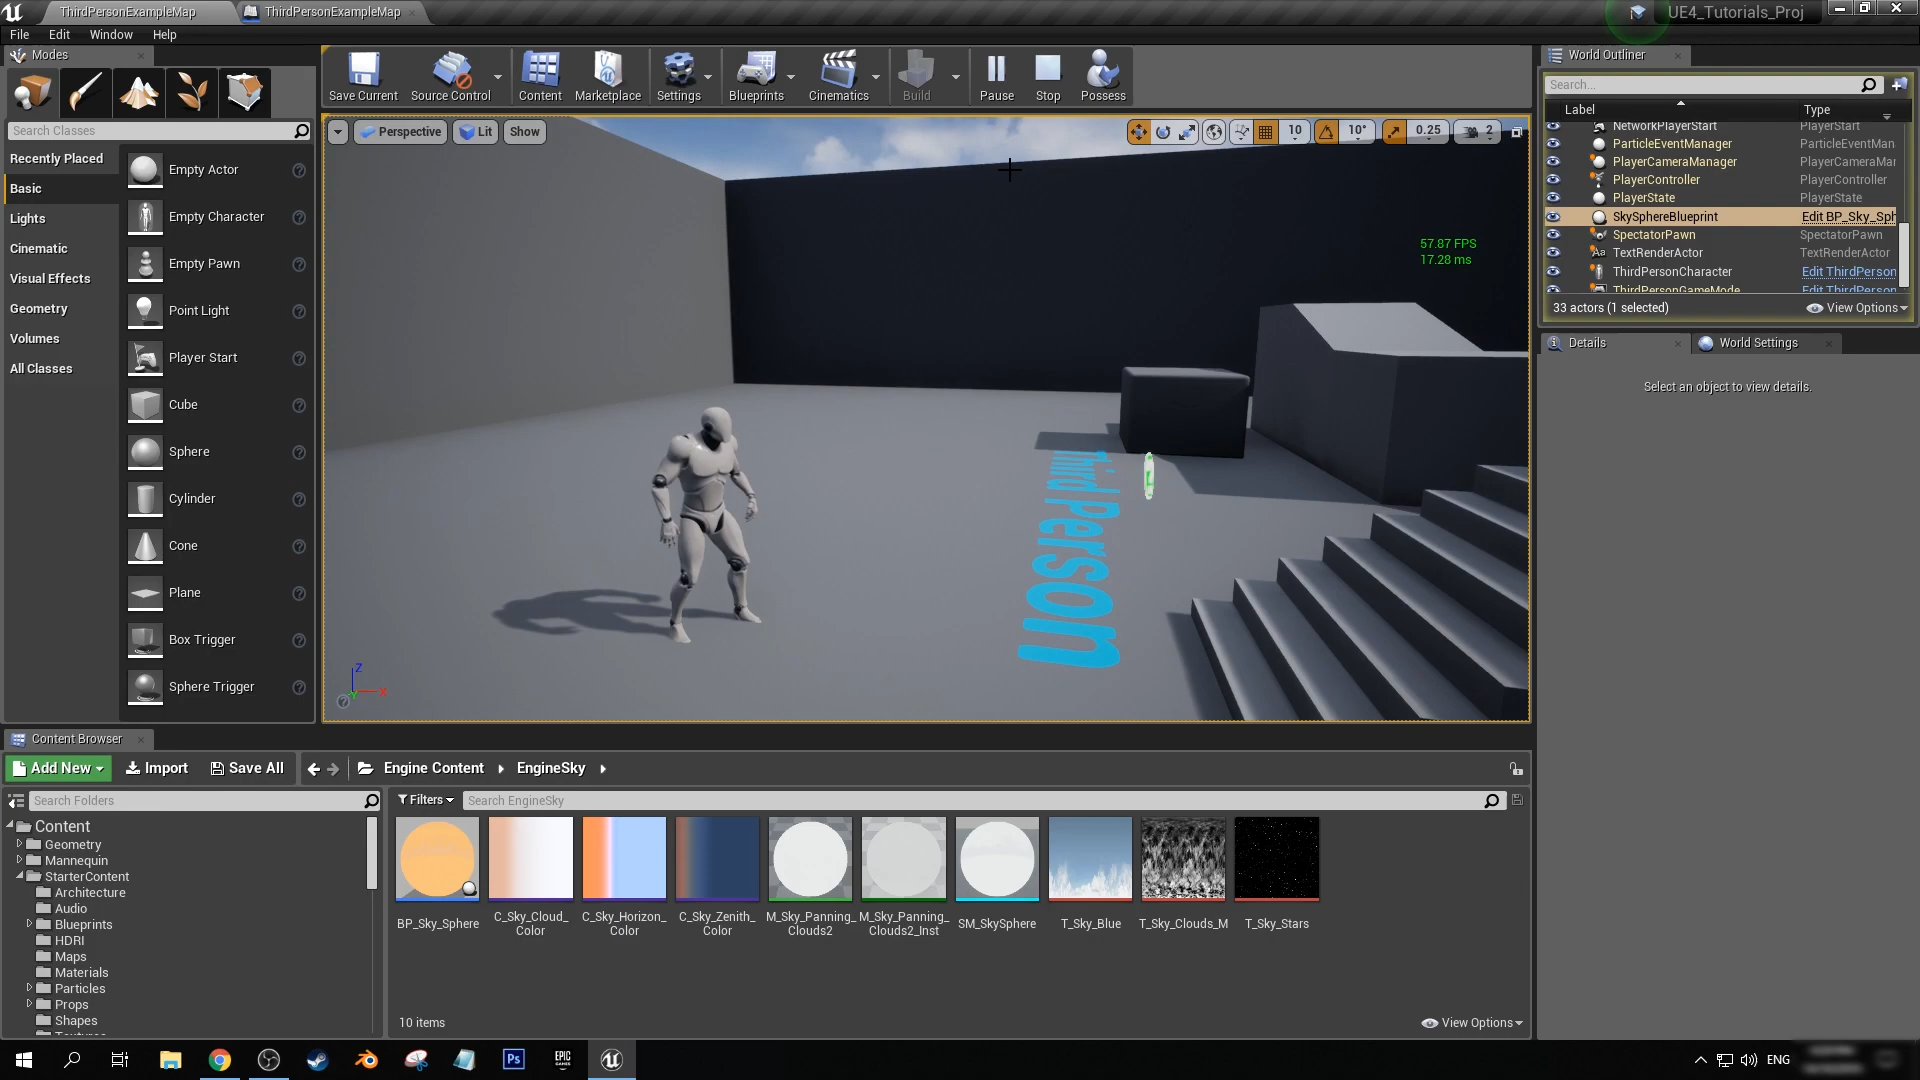 ThirdPersonExampleMap
ThirdPersonExampleMap
UE4_Tutorials_Proj
File Edit Window Help
Modes
Save Current
Source Control
Content
Marketplace
Settings
Blueprints
Cinematics
Build
Pause
Stop
Possess
Search Classes
Recently Placed
Basic
Lights
Cinematic
Visual Effects
Geometry
Volumes
All Classes
Empty Actor
Empty Character
Empty Pawn
Point Light
Player Start
Cube
Sphere
Cylinder
Cone
Plane
Box Trigger
Sphere Trigger
Perspective
Lit
Show
10
10°
0.25
2
57.87 FPS
17.28 ms
Third Person
Z
X
Y
World Outliner
Search...
Label Type
NetworkPlayerStart PlayerStart
ParticleEventManager ParticleEventMan
PlayerCameraManager PlayerCameraMar
PlayerController PlayerController
PlayerState PlayerState
SkySphereBlueprint Edit BP_Sky_Sph
SpectatorPawn SpectatorPawn
TextRenderActor TextRenderActor
ThirdPersonCharacter Edit ThirdPerson
ThirdPersonGameMode Edit ThirdPerson
33 actors (1 selected)
View Options
Details
World Settings
Select an object to view details.
Content Browser
Add New
Import
Save All
Engine Content
EngineSky
Search Folders
Filters
Search EngineSky
Content
Geometry
Mannequin
StarterContent
Architecture
Audio
Blueprints
HDRI
Maps
Materials
Particles
Props
Shapes
Textures
BP_Sky_Sphere
C_Sky_Cloud_
Color
C_Sky_Horizon_
Color
C_Sky_Zenith_
Color
M_Sky_Panning_
Clouds2
M_Sky_Panning_
Clouds2_Inst
SM_SkySphere
T_Sky_Blue
T_Sky_Clouds_M
T_Sky_Stars
10 items
View Options
Ps
EPIC
GAMES
ENG